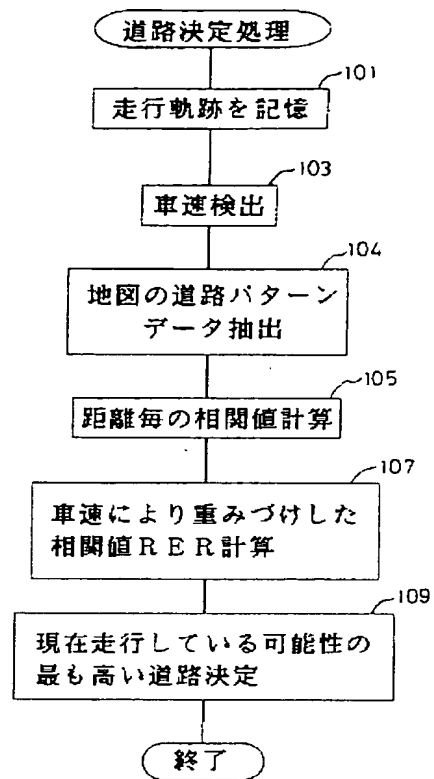 道路決定処理
101
走行軌跡を記憶
103
車速検出
104
地図の道路パターン
データ抽出
105
距離毎の相関値計算
107
車速により重みづけした
相関値RER計算
109
現在走行している可能性の
最も高い道路決定
終了